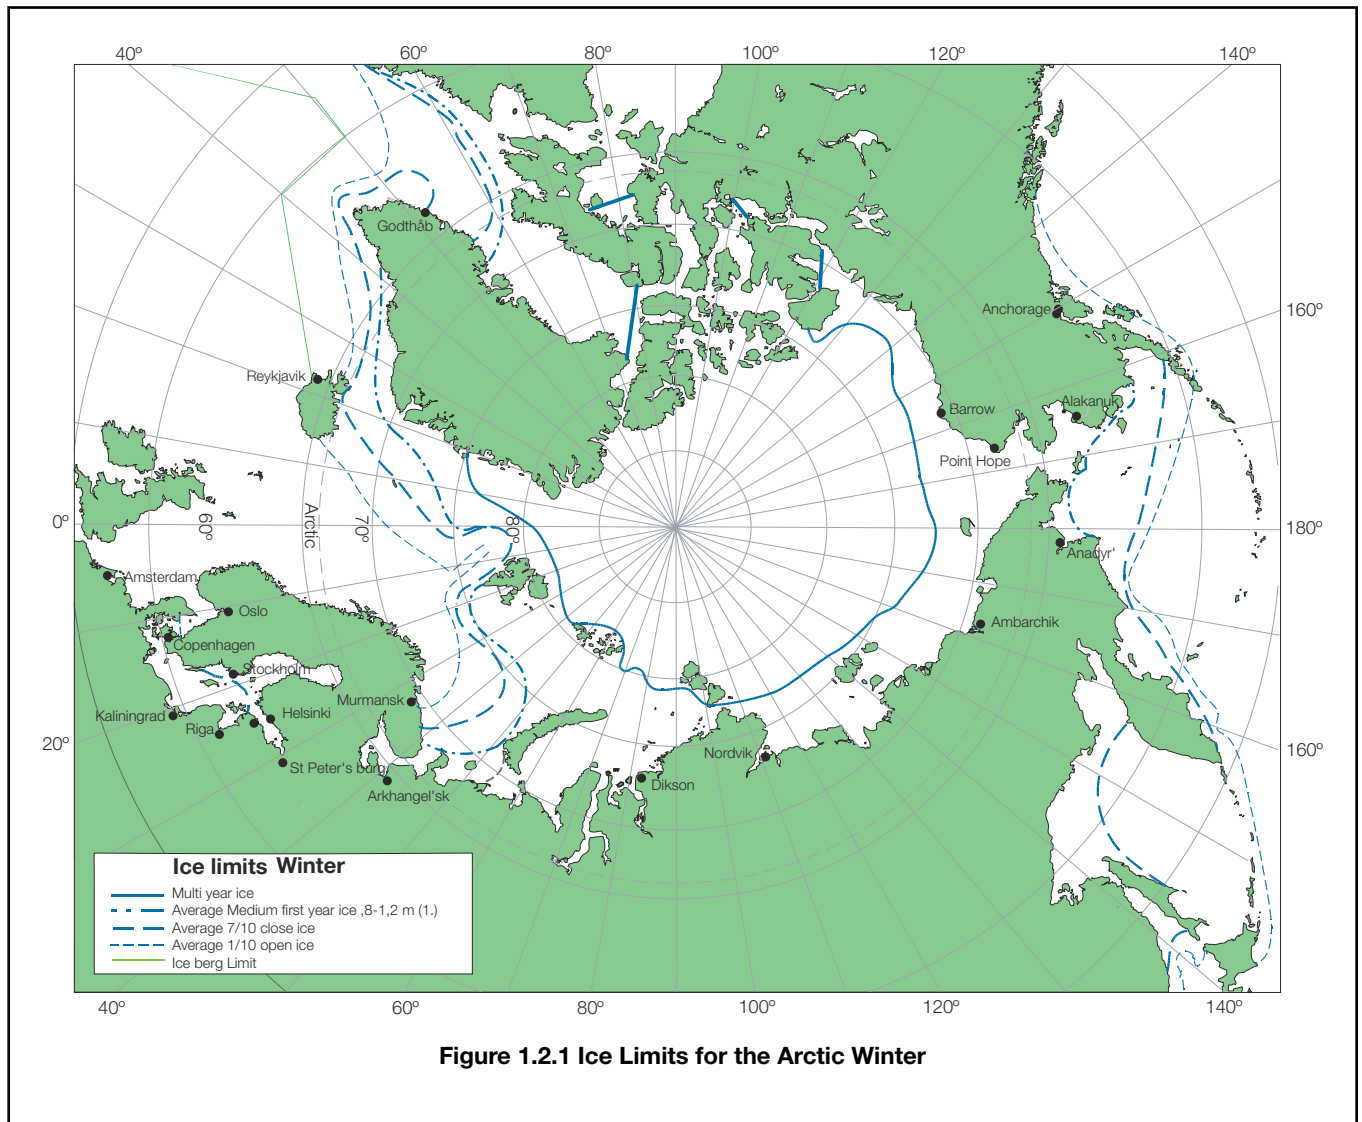 40º 60º 80º 100º 120º 140º
Godthåb
Anchorage
160º
Reykjavik
Alakanuk
Barrow
Point Hope
0º
60º
Arctic
70º
80º
180º
Anadyr'
Amsterdam
Oslo
Ambarchik
Copenhagen
Stockholm
Murmansk
Kaliningrad
Helsinki
Riga
20º
160º
Nordvik
St Peter's burg
Dikson
Arkhangel'sk
Ice limits Winter
Multi year ice
Average Medium first year ice ,8-1,2 m (1.)
Average 7/10 close ice
Average 1/10 open ice
Ice berg Limit
40º 60º 80º 100º 120º 140º
Figure 1.2.1 Ice Limits for the Arctic Winter